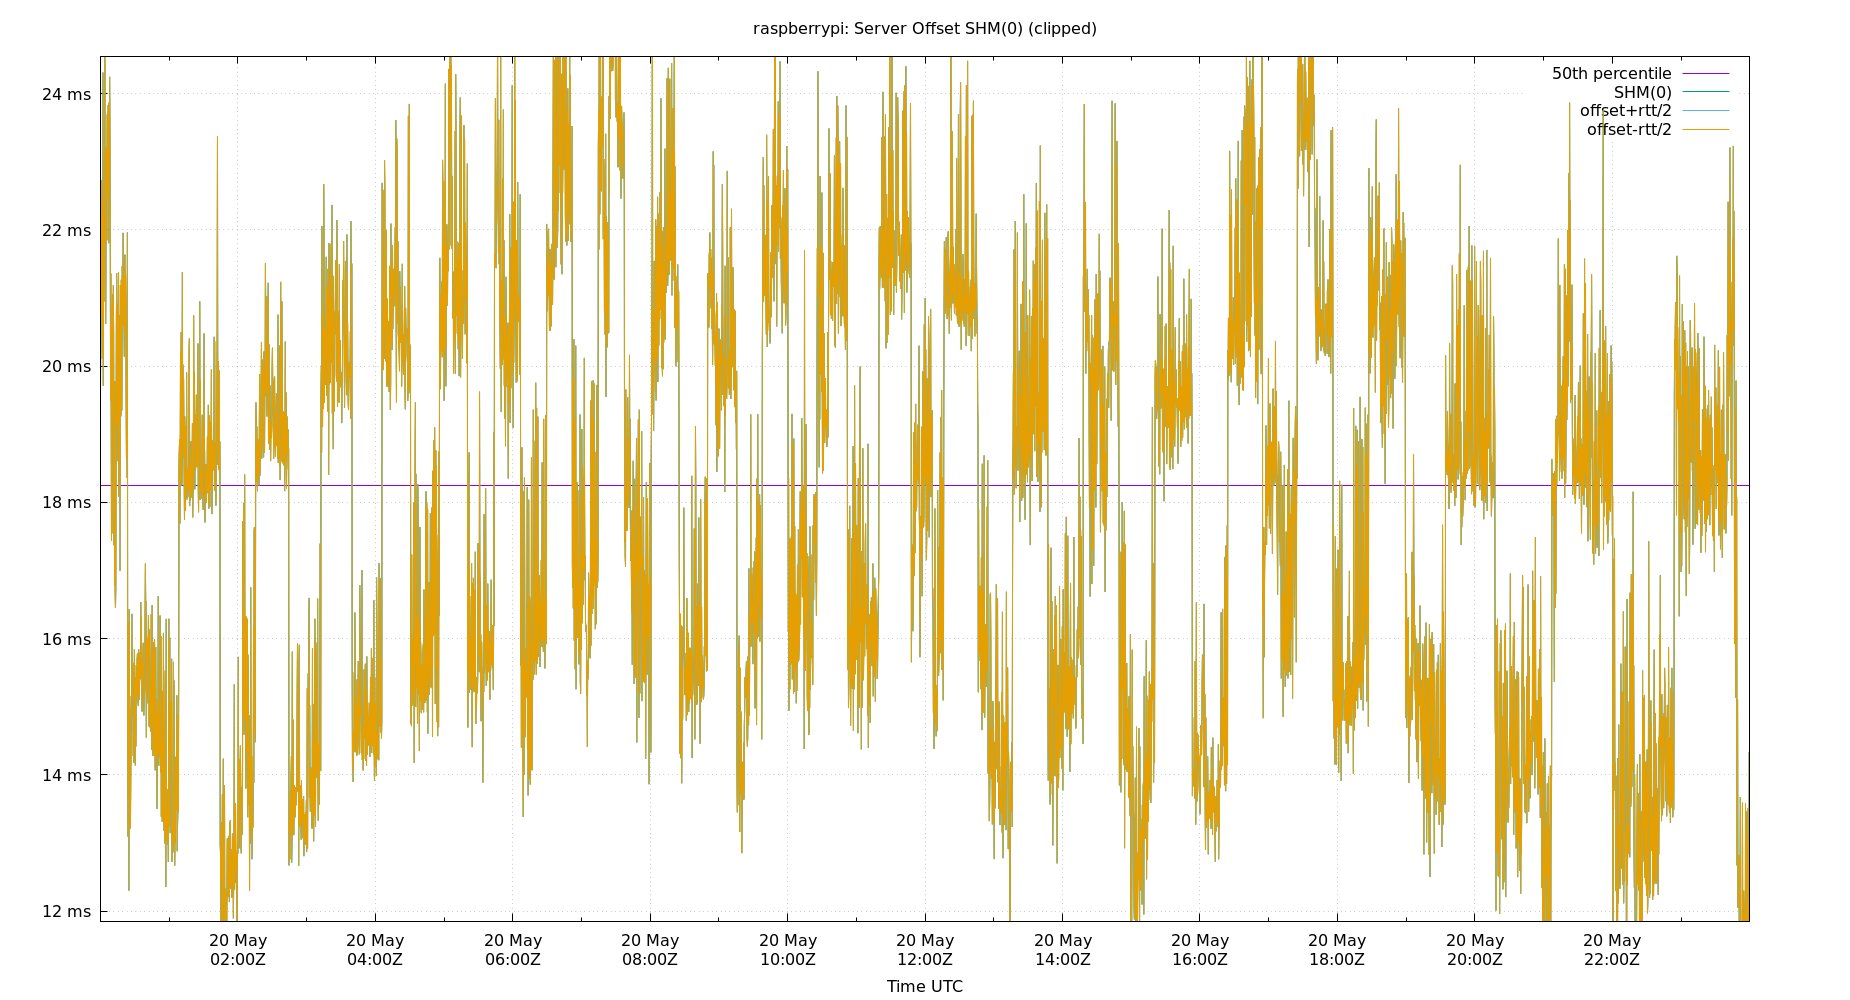 raspberrypi: Server Offset SHM(0) (clipped)
50th percentile
SHM(0)
offset+rtt/2
offset-rtt/2
24 ms
22 ms
20 ms
18 ms
16 ms
14 ms
12 ms
20 May 20 May 20 May 20 May 20 May 20 May 20 May 20 May 20 May 20 May 20 May
02:00Z 04:00Z 06:00Z 08:00Z 10:00Z 12:00Z 14:00Z 16:00Z 18:00Z 20:00Z 22:00Z
Time UTC